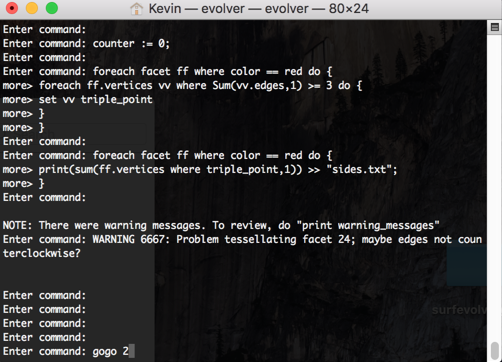 Kevin — evolver — evolver — 80×24
Enter command:
Enter command: counter := 0;
Enter command:
Enter command: foreach facet ff where color == red do {
more> foreach ff.vertices vv where Sum(vv.edges,1) >= 3 do {
more> set vv triple_point
more> }
more> }
Enter command:
Enter command: foreach facet ff where color == red do {
more> print(sum(ff.vertices where triple_point,1)) >> "sides.txt";
more> }
Enter command:
NOTE: There were warning messages. To review, do "print warning_messages"
Enter command: WARNING 6667: Problem tessellating facet 24; maybe edges not coun
terclockwise?
Enter command:
Enter command:
Enter command:
Enter command:
Enter command: gogo 2
surfevolv